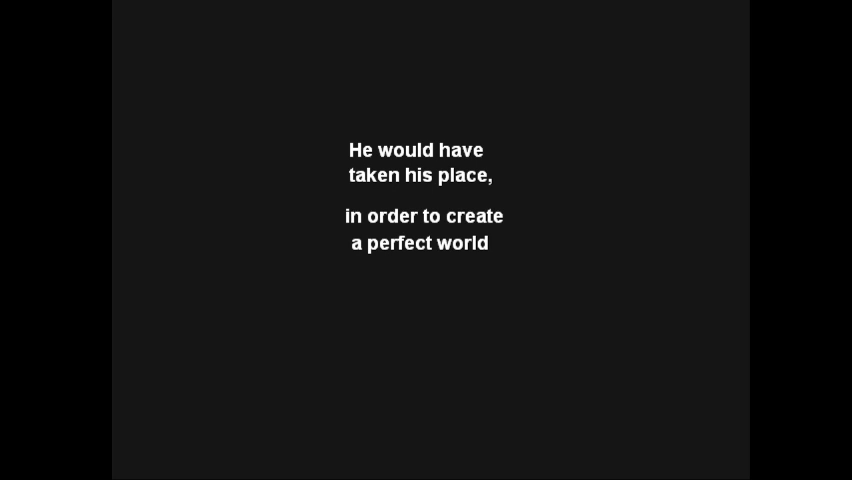 He would have
taken his place,
in order to create
a perfect world